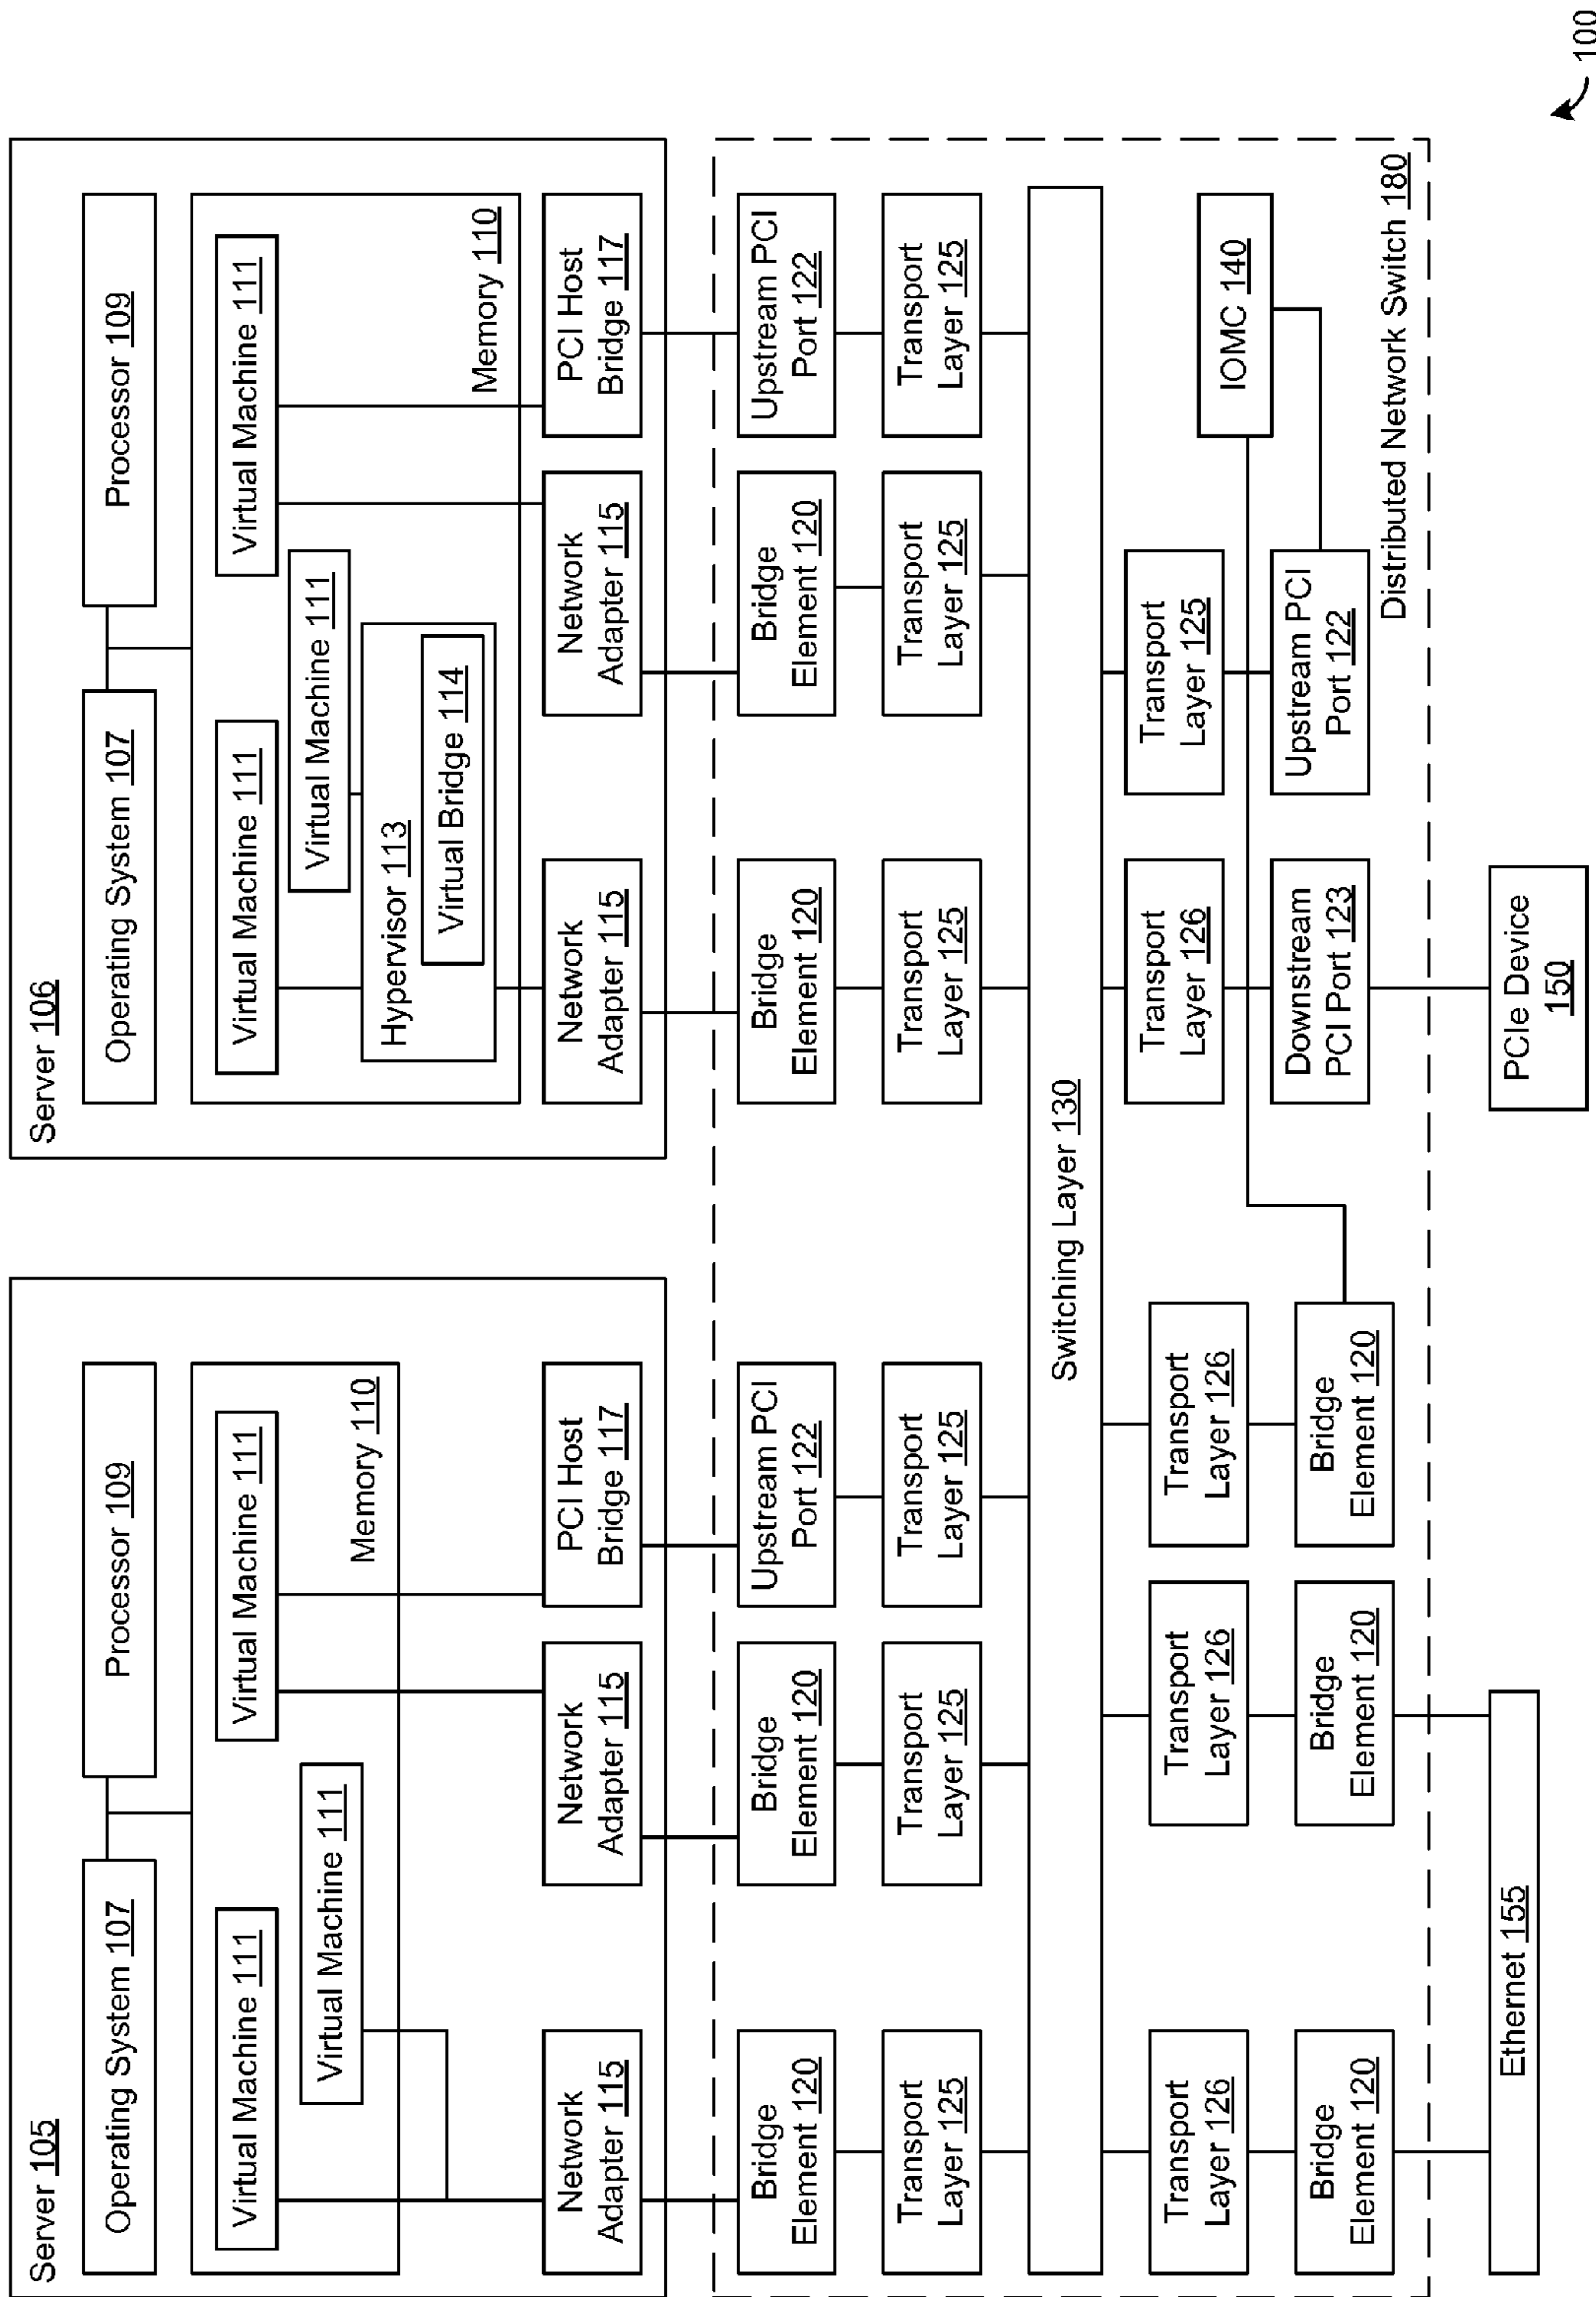 Server 105
Operating System 107
Processor 109
Virtual Machine 111
Virtual Machine 111
Virtual Machine 111
Memory 110
Network
Adapter 115
Network
Adapter 115
PCI Host
Bridge 117
Server 106
Operating System 107
Processor 109
Virtual Machine 111
Virtual Machine 111
Virtual Machine 111
Hypervisor 113
Virtual Bridge 114
Memory 110
Network
Adapter 115
Network
Adapter 115
PCI Host
Bridge 117
Bridge
Element 120
Bridge
Element 120
Upstream PCI
Port 122
Bridge
Element 120
Bridge
Element 120
Upstream PCI
Port 122
Transport
Layer 125
Transport
Layer 125
Transport
Layer 125
Transport
Layer 125
Transport
Layer 125
Transport
Layer 125
Switching Layer 130
Transport
Layer 126
Transport
Layer 126
Transport
Layer 126
Transport
Layer 126
Transport
Layer 125
IOMC 140
Bridge
Element 120
Bridge
Element 120
Bridge
Element 120
Downstream
PCI Port 123
Upstream PCI
Port 122
Distributed Network Switch 180
Ethernet 155
PCIe Device
150
100